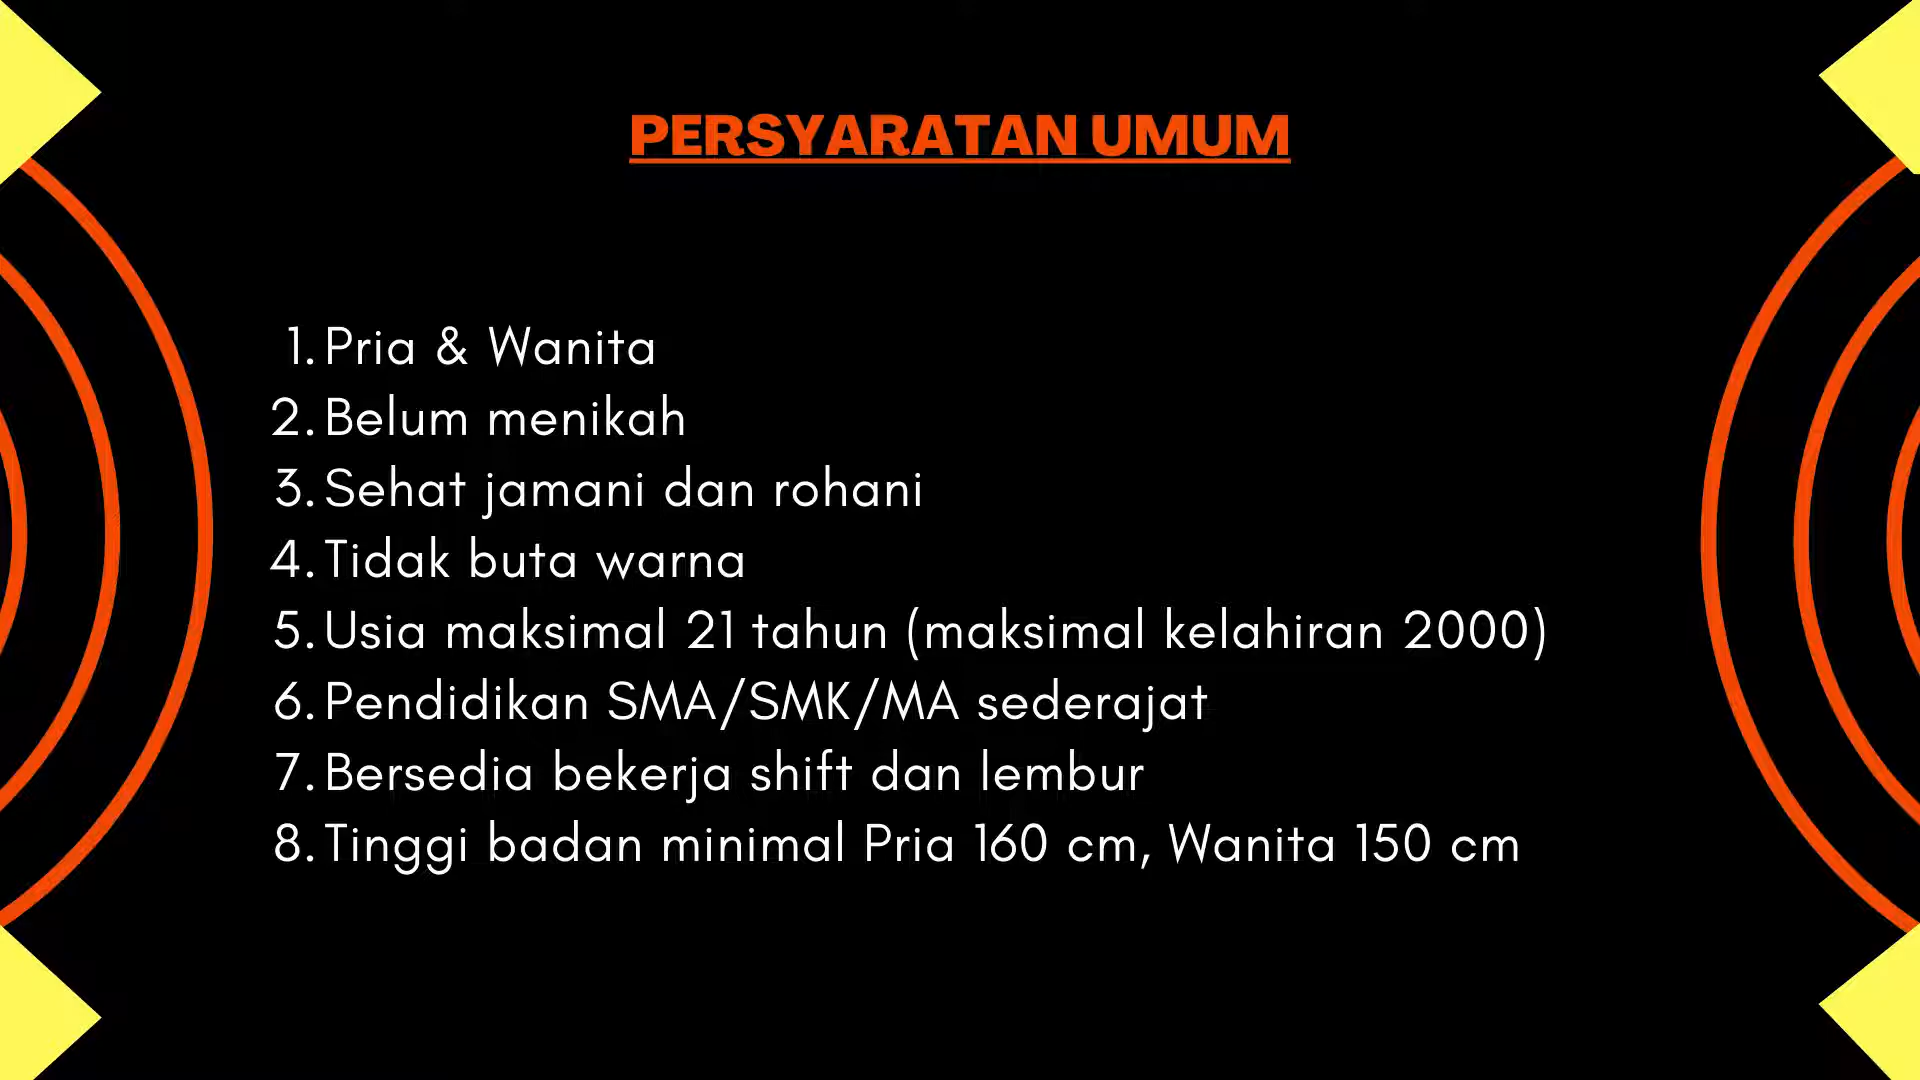 PERSYARATAN UMUM
1. Pria & Wanita
2. Belum menikah
3. Sehat jamani dan rohani
4. Tidak buta warna
5. Usia maksimal 21 tahun (maksimal kelahiran 2000)
6. Pendidikan SMA/SMK/MA sederajat
7. Bersedia bekerja shift dan lembur
8. Tinggi badan minimal Pria 160 cm, Wanita 150 cm